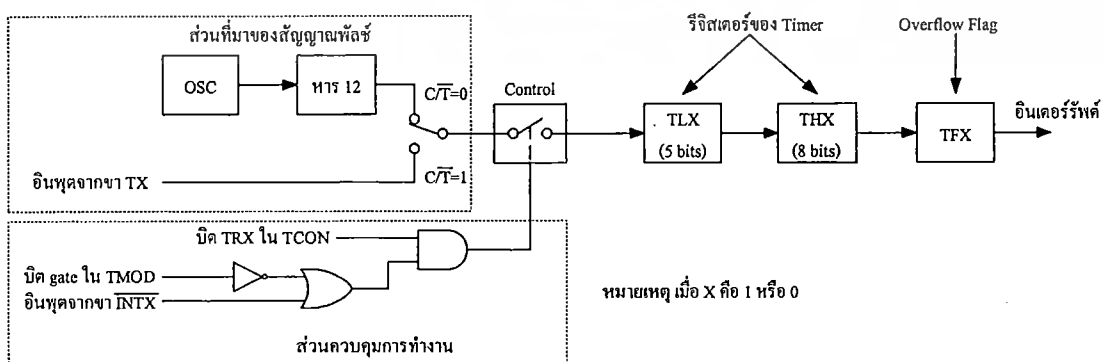 ส่วนที่มาของสัญญาณพัลซ์
OSC
หาร 12
C/T̅=0
C/T̅=1
อินพุตจากขา TX
Control
รีจิสเตอร์ของ Timer
TLX
(5 bits)
THX
(8 bits)
Overflow Flag
TFX
อินเตอร์รัพต์
บิต TRX ใน TCON
บิต gate ใน TMOD
อินพุตจากขา I̅N̅T̅X̅
ส่วนควบคุมการทำงาน
หมายเหตุ เมื่อ X คือ 1 หรือ 0